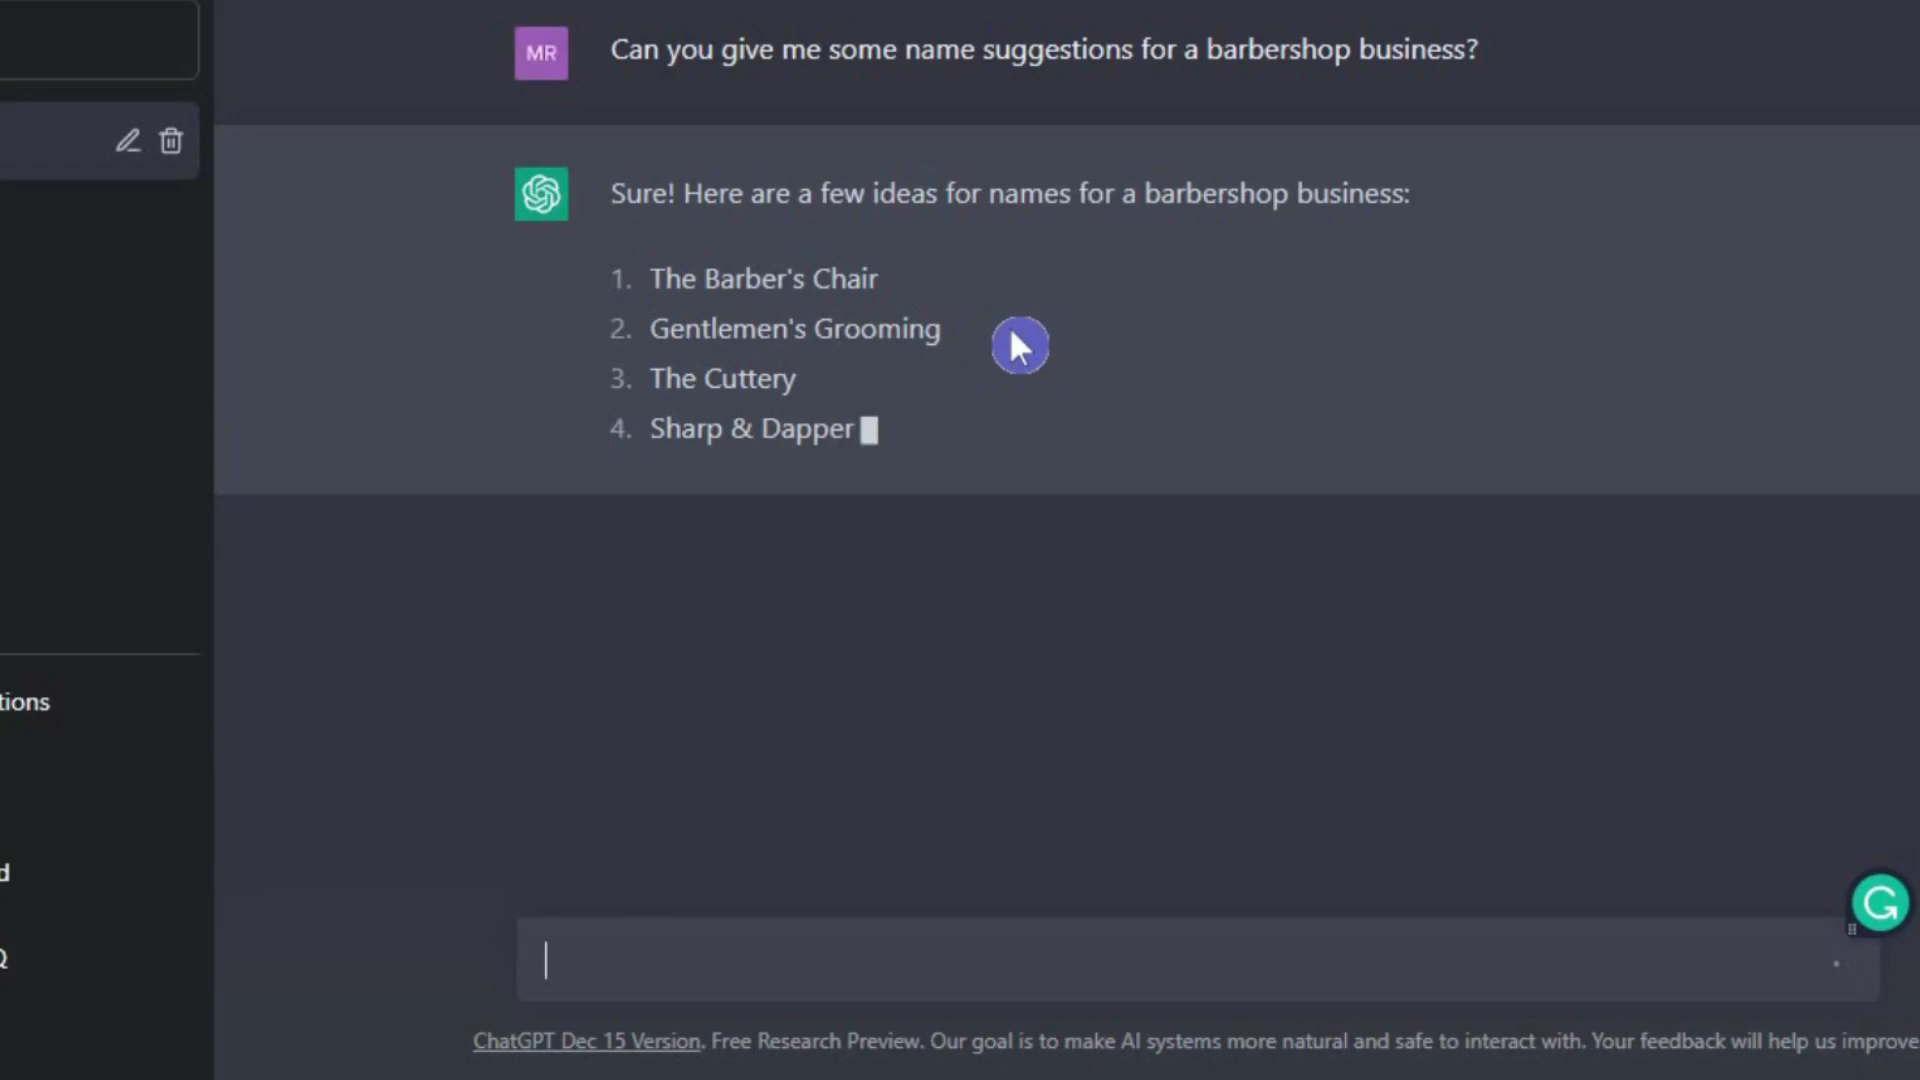 MR
Can you give me some name suggestions for a barbershop business?
Sure! Here are a few ideas for names for a barbershop business:
1. The Barber's Chair
2. Gentlemen's Grooming
3. The Cuttery
4. Sharp & Dapper
tions
d
Q
ChatGPT Dec 15 Version. Free Research Preview. Our goal is to make AI systems more natural and safe to interact with. Your feedback will help us improve